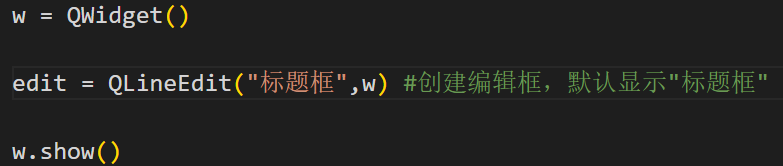 w = QWidget()
edit = QLineEdit("标题框",w) #创建编辑框，默认显示"标题框"
w.show()